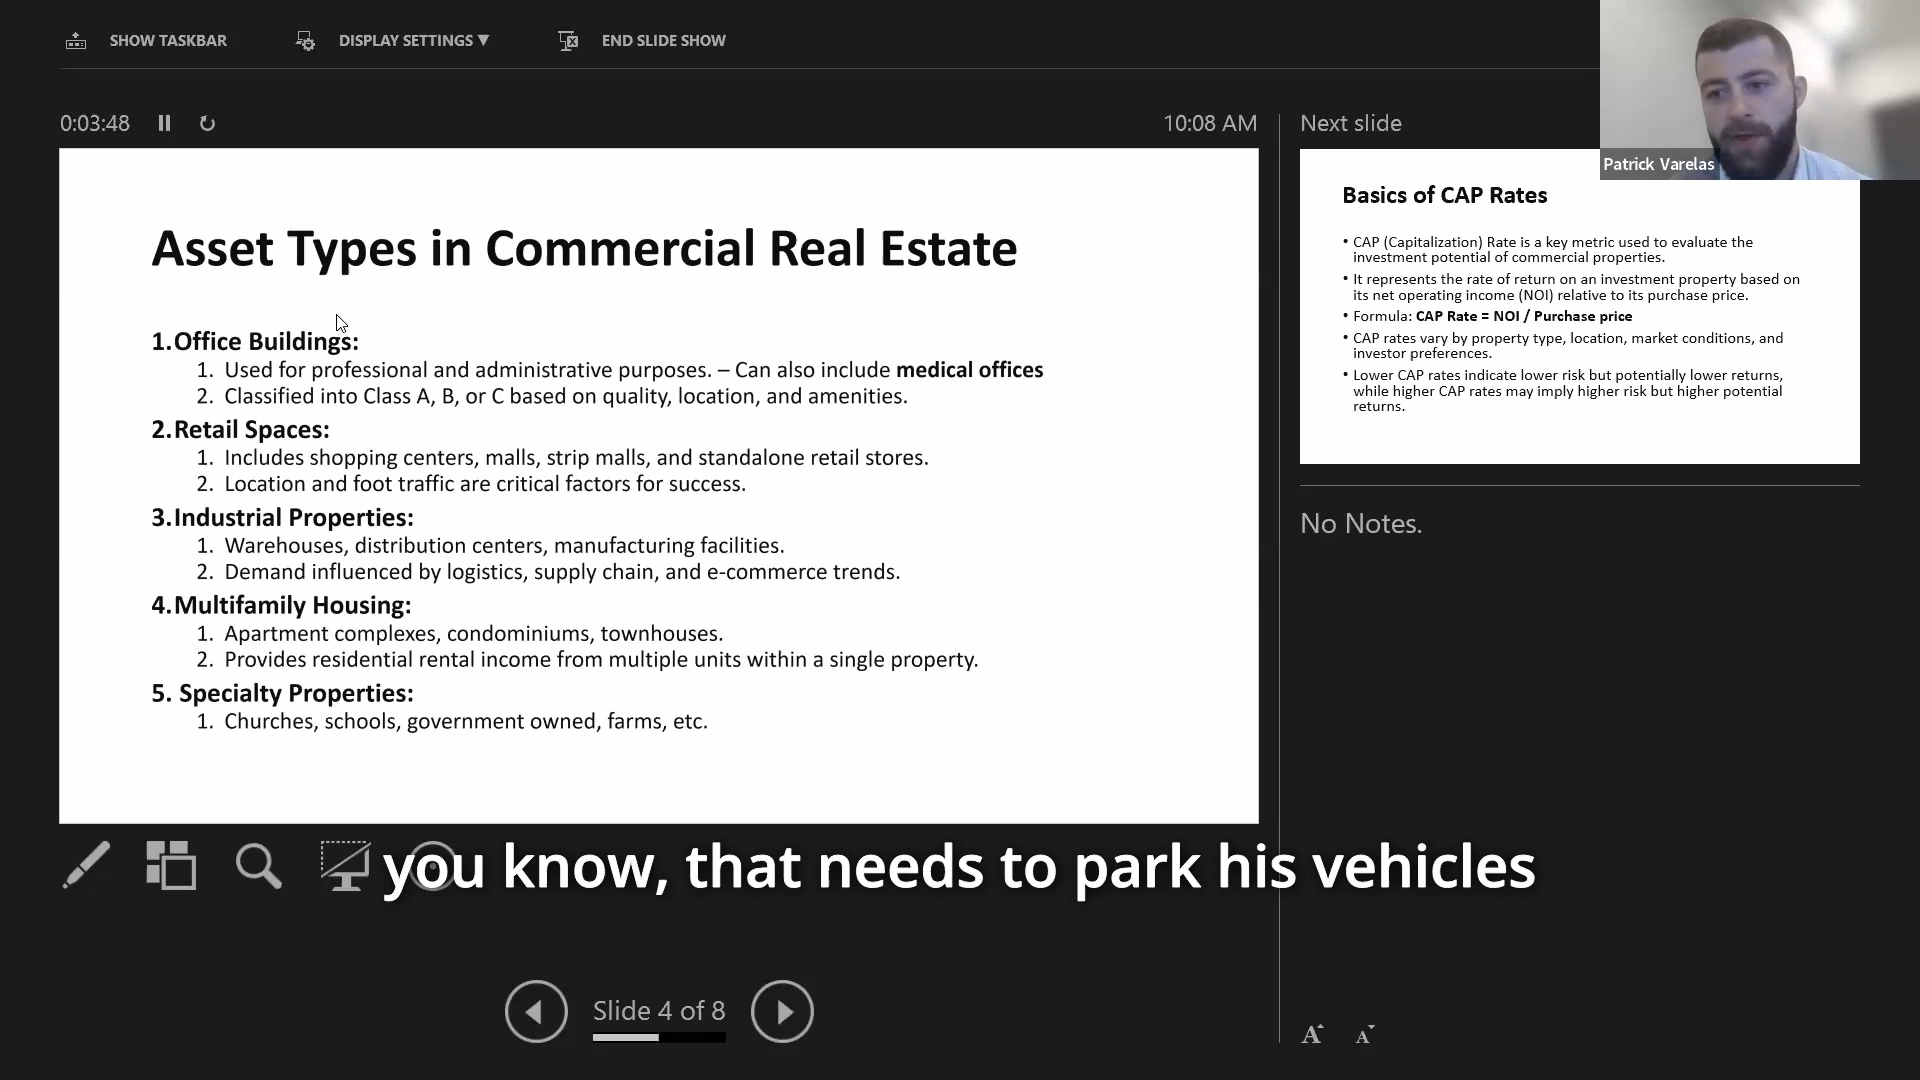 SHOW TASKBAR
DISPLAY SETTINGS ▼
END SLIDE SHOW
0:03:48
10:08 AM
Next slide
Patrick Varelas
Asset Types in Commercial Real Estate
1. Office Buildings:
1. Used for professional and administrative purposes. – Can also include medical offices
2. Classified into Class A, B, or C based on quality, location, and amenities.
2. Retail Spaces:
1. Includes shopping centers, malls, strip malls, and standalone retail stores.
2. Location and foot traffic are critical factors for success.
3. Industrial Properties:
1. Warehouses, distribution centers, manufacturing facilities.
2. Demand influenced by logistics, supply chain, and e-commerce trends.
4. Multifamily Housing:
1. Apartment complexes, condominiums, townhouses.
2. Provides residential rental income from multiple units within a single property.
5. Specialty Properties:
1. Churches, schools, government owned, farms, etc.
Basics of CAP Rates
• CAP (Capitalization) Rate is a key metric used to evaluate the
investment potential of commercial properties.
• It represents the rate of return on an investment property based on
its net operating income (NOI) relative to its purchase price.
• Formula: CAP Rate = NOI / Purchase price
• CAP rates vary by property type, location, market conditions, and
investor preferences.
• Lower CAP rates indicate lower risk but potentially lower returns,
while higher CAP rates may imply higher risk but higher potential
returns.
No Notes.
you know, that needs to park his vehicles
Slide 4 of 8
A A